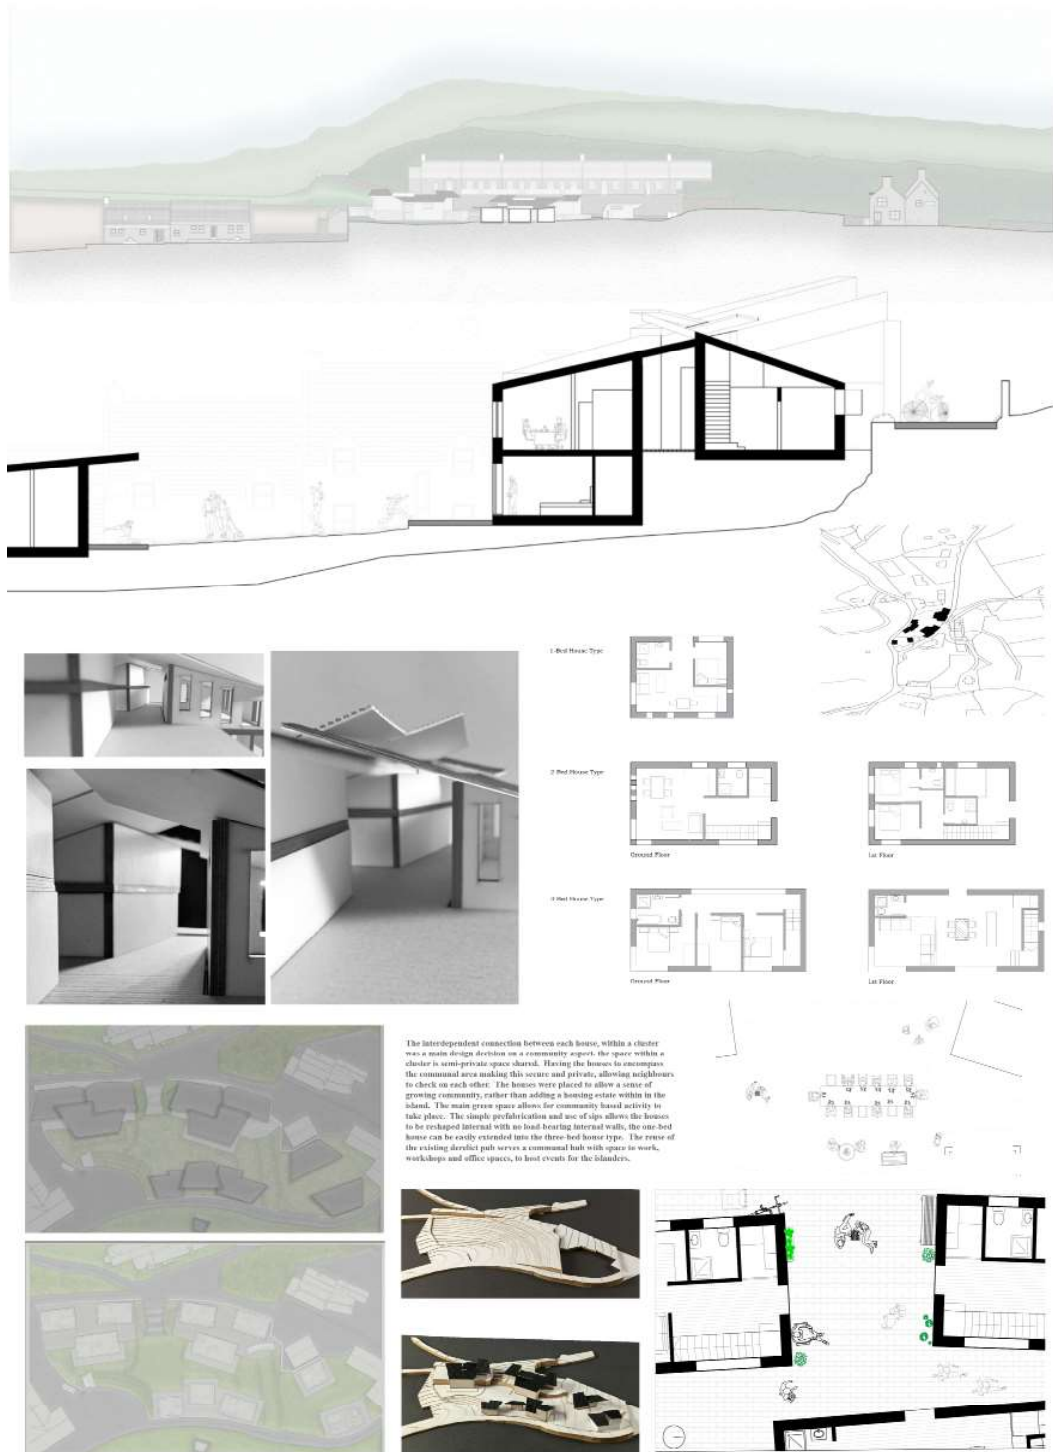 1-Bed House Type
2-Bed House Type
Ground Floor
1st Floor
3-Bed House Type
Ground Floor
1st Floor
The interdependent connection between each house, within a cluster
was a main design decision on a community aspect- the space within a
cluster is semi-private space shared. Having the houses to encompass
the communal area making this secure and private, allowing neighbours
to check on each other. The houses were placed to allow a sense of
growing community, rather than adding a housing estate within in the
island. The main green space allows for community based activity to
take place. The simple prefabrication and use of sips allows the houses
to be reshaped internal with no load-bearing internal walls, the one-bed
house can be easily extended into the three-bed house type. The reuse of
the existing derelict pub serves a communal hub with space to work,
workshops and office spaces, to host events for the islanders.